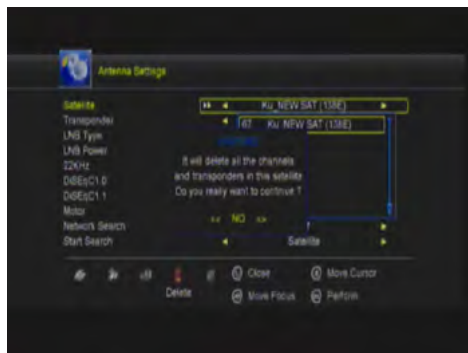 Antenna Settings
Satellite
Ku_NEW SAT (138E)
Transponder
67 Ku_NEW SAT (138E)
LNB Type
LNB Power
22KHz
It will delete all the channels
and transponders in this satellite
Do you really want to continue ?
DiSEqC1.0
DiSEqC1.1
Motor
<< NO >>
Network Search
Start Search
Satellite
Close
Move Cursor
Delete
Move Focus
Perform